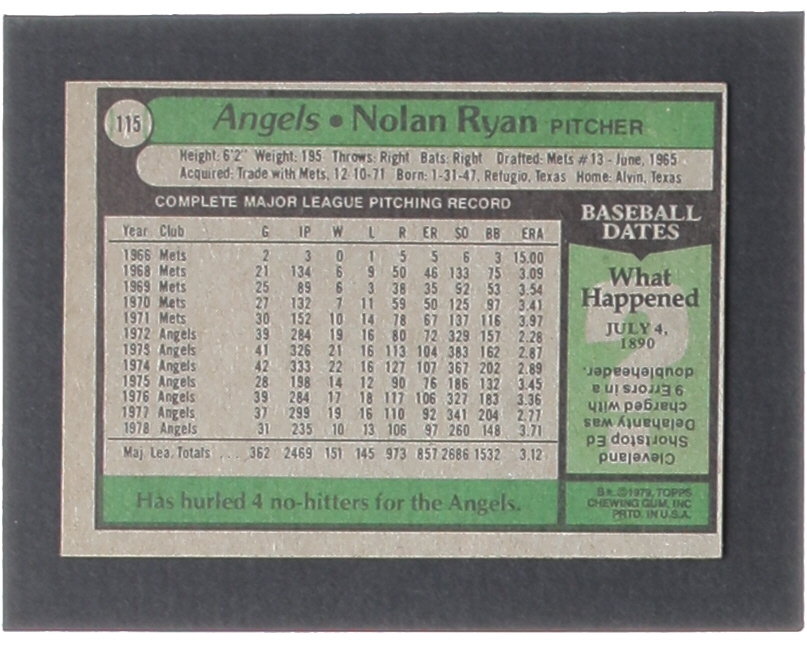 115
Angels • Nolan Ryan PITCHER
Height: 6'2" Weight: 195 Throws: Right Bats: Right Drafted: Mets #13 - June, 1965
Acquired: Trade with Mets, 12-10-71 Born: 1-31-47, Refugio, Texas Home: Alvin, Texas
COMPLETE MAJOR LEAGUE PITCHING RECORD
Year Club G IP W L R ER SO BB ERA
1966 Mets 2 3 0 1 5 5 6 3 15.00
1968 Mets 21 134 6 9 50 46 133 75 3.09
1969 Mets 25 89 6 3 38 35 92 53 3.54
1970 Mets 27 132 7 11 59 50 125 97 3.41
1971 Mets 30 152 10 14 78 67 137 116 3.97
1972 Angels 39 284 19 16 80 72 329 157 2.28
1973 Angels 41 326 21 16 113 104 383 162 2.87
1974 Angels 42 333 22 16 127 107 367 202 2.89
1975 Angels 28 198 14 12 90 76 186 132 3.45
1976 Angels 39 284 17 18 117 106 327 183 3.36
1977 Angels 37 299 19 16 110 92 341 204 2.77
1978 Angels 31 235 10 13 106 97 260 148 3.71
Maj. Lea. Totals . . . 362 2469 151 145 973 857 2686 1532 3.12
Has hurled 4 no-hitters for the Angels.
BASEBALL
DATES
What
Happened
JULY 4,
1890
?
Cleveland
Shortstop Ed
Delahanty was
charged with
9 Errors in a
doubleheader.
©1979, TOPPS
CHEWING GUM, INC
PRTD. IN U.S.A.